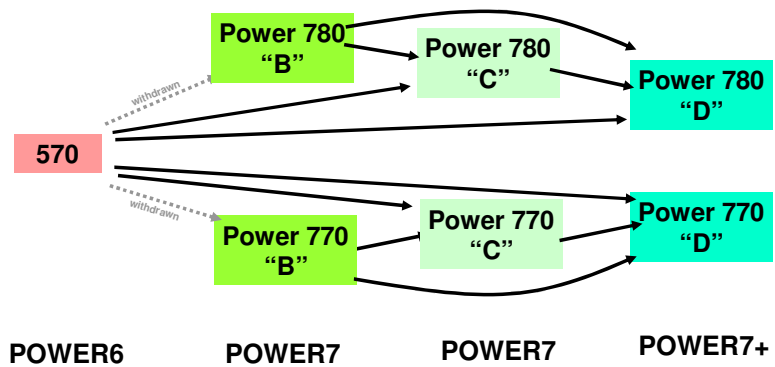 Power 780
“B”
Power 780
“C”
Power 780
“D”
withdrawn
570
withdrawn
Power 770
“B”
Power 770
“C”
Power 770
“D”
POWER6
POWER7
POWER7
POWER7+